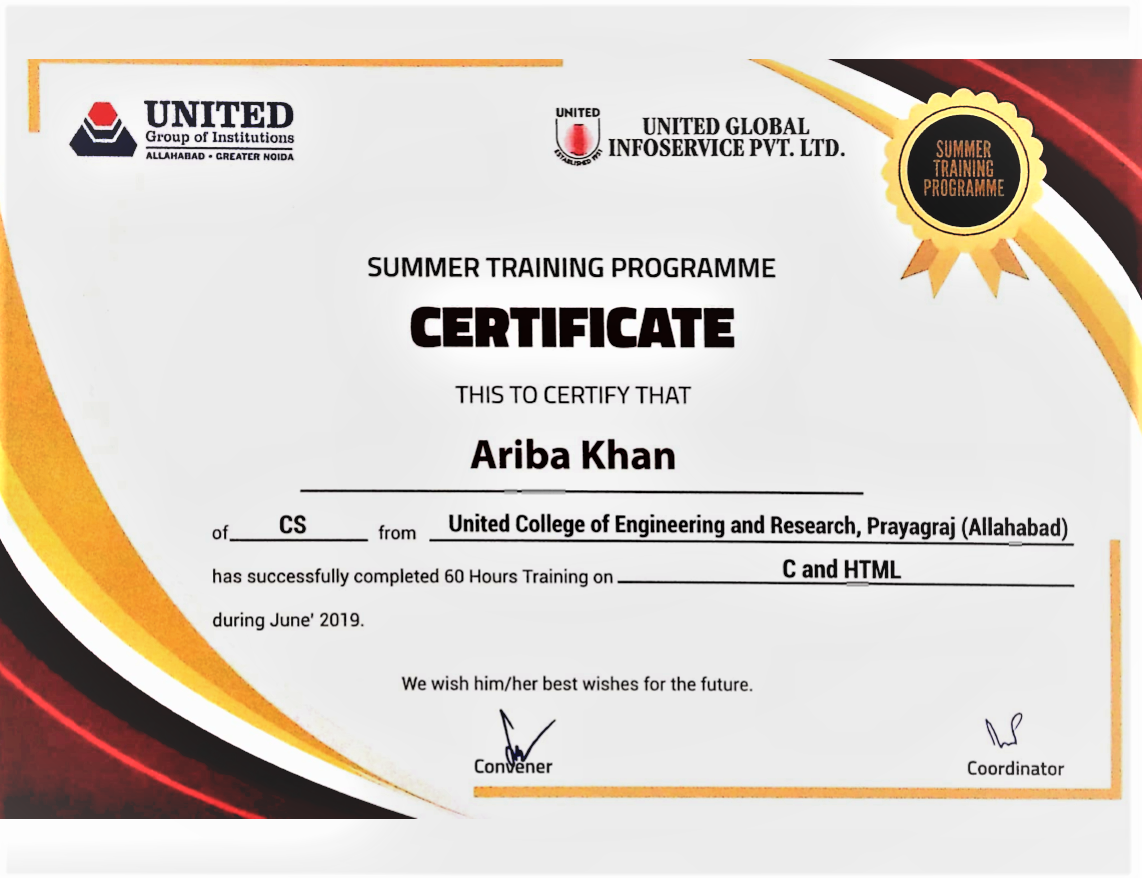 UNITED
Group of Institutions
ALLAHABAD • GREATER NOIDA
UNITED
ESTABLISHED 1951
UNITED GLOBAL
INFOSERVICE PVT. LTD.
SUMMER
TRAINING
PROGRAMME
SUMMER TRAINING PROGRAMME
CERTIFICATE
THIS TO CERTIFY THAT
Ariba Khan
of CS from United College of Engineering and Research, Prayagraj (Allahabad)
has successfully completed 60 Hours Training on C and HTML
during June' 2019.
We wish him/her best wishes for the future.
Convener
Coordinator